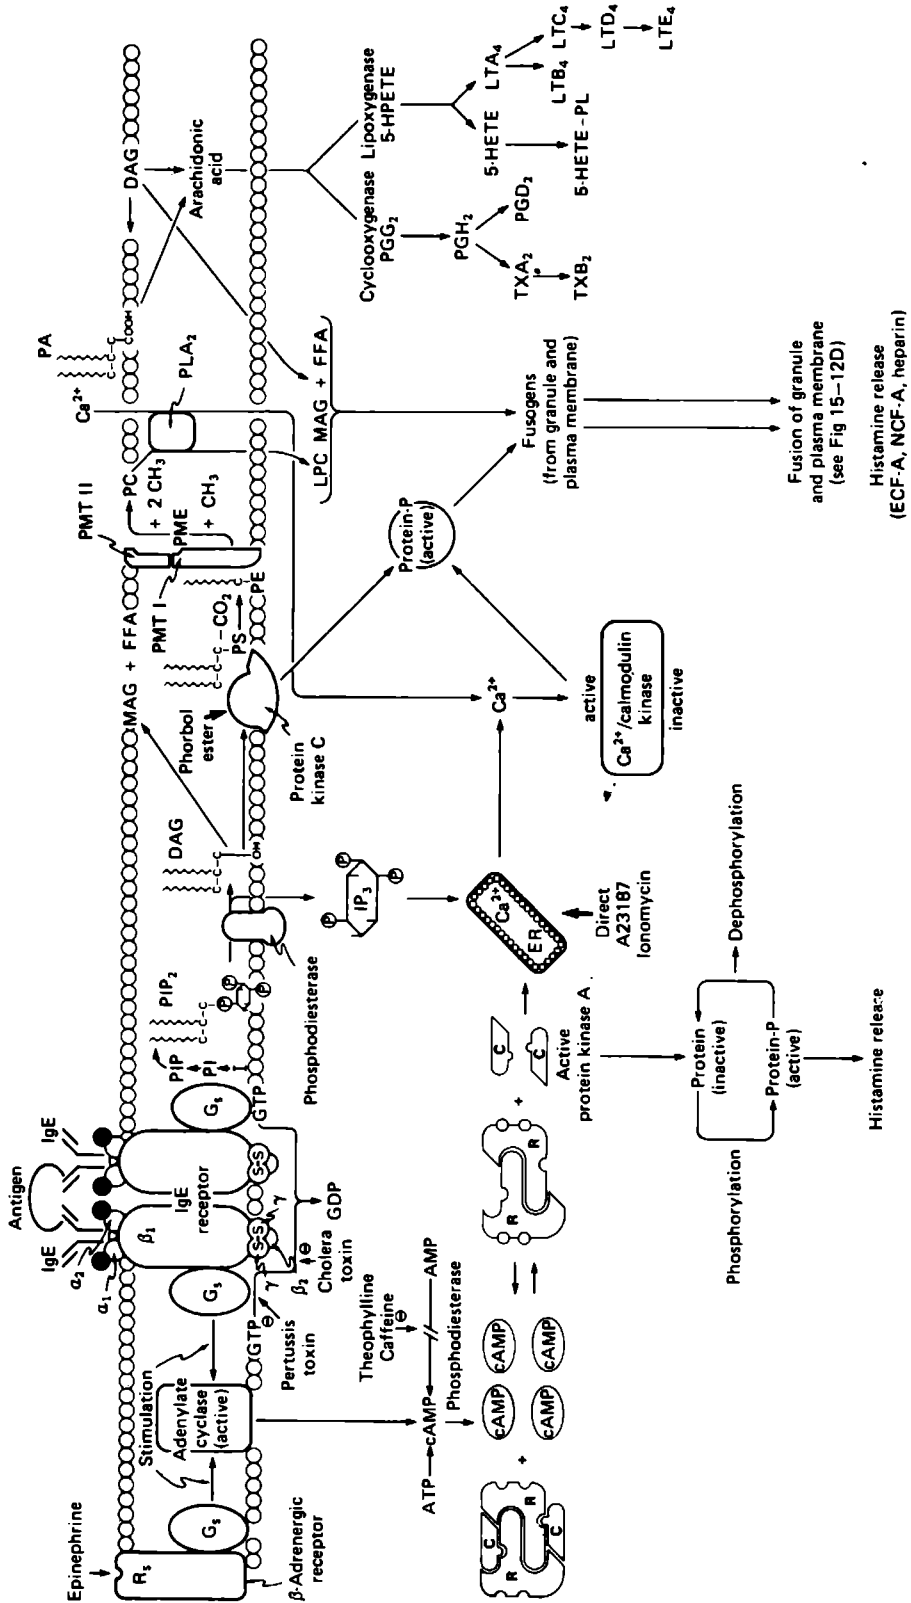 Epinephrine
Rs
β-Adrenergic
receptor
Gs
Stimulation
Adenylate
cyclase
(active)
Gs
GTP
⊖
Pertussis
toxin
Antigen
IgE
IgE
α2
α1
β1
IgE
receptor
S-S
S-S
γ
γ
β2
⊖
Cholera
toxin
GDP
Gs
GTP
PI
PIP
PIP2
C-C-C
P
P
P
Phosphodiesterase
DAG
C-C-C
OH
MAG + FFA
Phorbol
ester
Protein
kinase C
C-C-C-CO2
PS
C
PE
PMT II
PMT I
PME
+ CH3
+ 2 CH3
PC
Ca2+
PLA2
PA
C-C-C
COOH
DAG
Arachidonic
acid
LPC MAG + FFA
Cyclooxygenase
PGG2
Lipoxygenase
5-HPETE
PGH2
PGD2
TXA2
TXB2
5-HETE
5-HETE-PL
LTA4
LTB4
LTC4
LTD4
LTE4
P
P
P
IP3
Ca2+
ER
Direct
A23187
Ionomycin
Ca2+
active
Ca2+/calmodulin
kinase
inactive
Protein-P
(active)
Fusogens
(from granule and
plasma membrane)
Fusion of granule
and plasma membrane
(see Fig 15–12D)
Histamine release
(ECF-A, NCF-A, heparin)
Theophylline
Caffeine
⊖
ATP
cAMP
AMP
Phosphodiesterase
C
R
R
C
+
cAMP
cAMP
cAMP
cAMP
R
R
+
C
C
Active
protein kinase A
Phosphorylation
Protein
(inactive)
Protein-P
(active)
Dephosphorylation
Histamine release